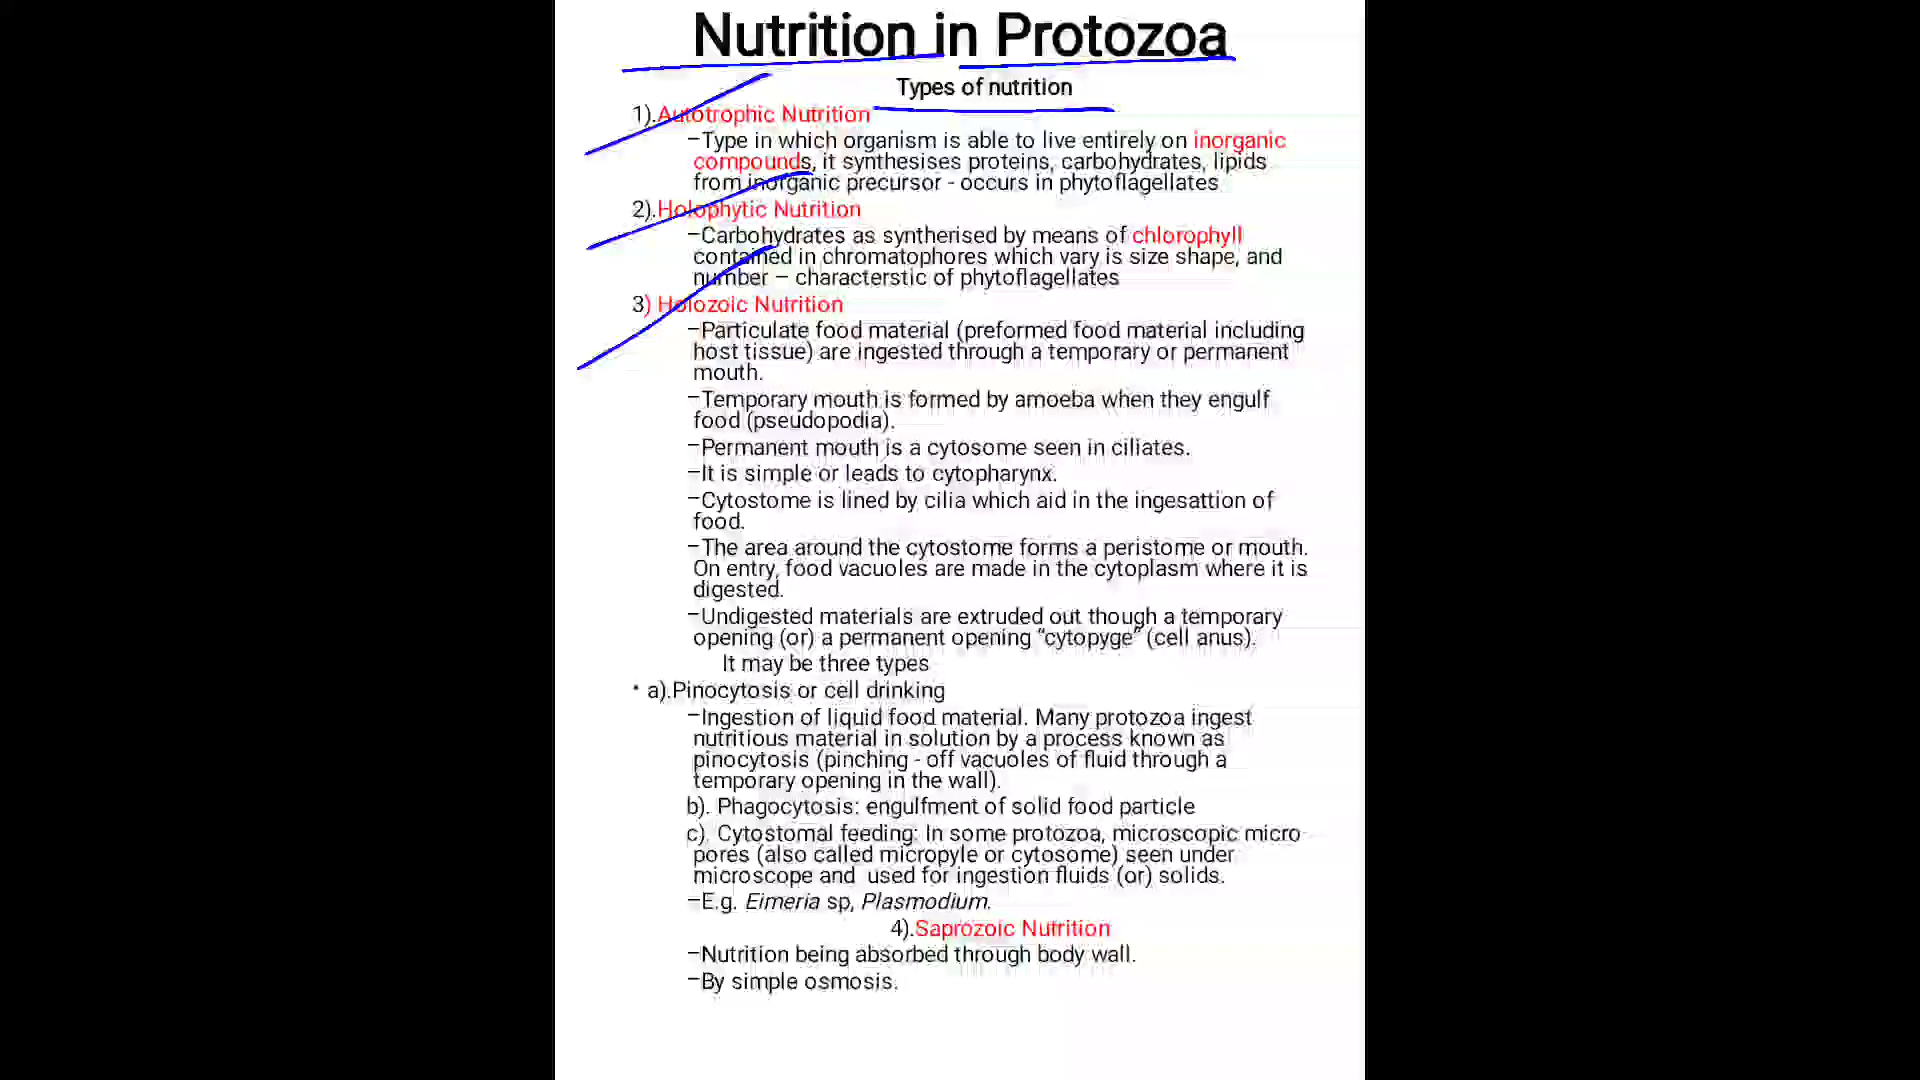 Nutrition in Protozoa
Types of nutrition
1).Autotrophic Nutrition
–Type in which organism is able to live entirely on inorganic
compounds, it synthesises proteins, carbohydrates, lipids
from inorganic precursor - occurs in phytoflagellates
2).Holophytic Nutrition
–Carbohydrates as syntherised by means of chlorophyll
contained in chromatophores which vary is size shape, and
number – characterstic of phytoflagellates
3) Holozoic Nutrition
–Particulate food material (preformed food material including
host tissue) are ingested through a temporary or permanent
mouth.
–Temporary mouth is formed by amoeba when they engulf
food (pseudopodia).
–Permanent mouth is a cytosome seen in ciliates.
–It is simple or leads to cytopharynx.
–Cytostome is lined by cilia which aid in the ingesattion of
food.
–The area around the cytostome forms a peristome or mouth.
On entry, food vacuoles are made in the cytoplasm where it is
digested.
–Undigested materials are extruded out though a temporary
opening (or) a permanent opening “cytopyge” (cell anus).
It may be three types
• a).Pinocytosis or cell drinking
–Ingestion of liquid food material. Many protozoa ingest
nutritious material in solution by a process known as
pinocytosis (pinching - off vacuoles of fluid through a
temporary opening in the wall).
b). Phagocytosis: engulfment of solid food particle
c). Cytostomal feeding: In some protozoa, microscopic micro
pores (also called micropyle or cytosome) seen under
microscope and used for ingestion fluids (or) solids.
–E.g. Eimeria sp, Plasmodium.
4).Saprozoic Nutrition
–Nutrition being absorbed through body wall.
–By simple osmosis.